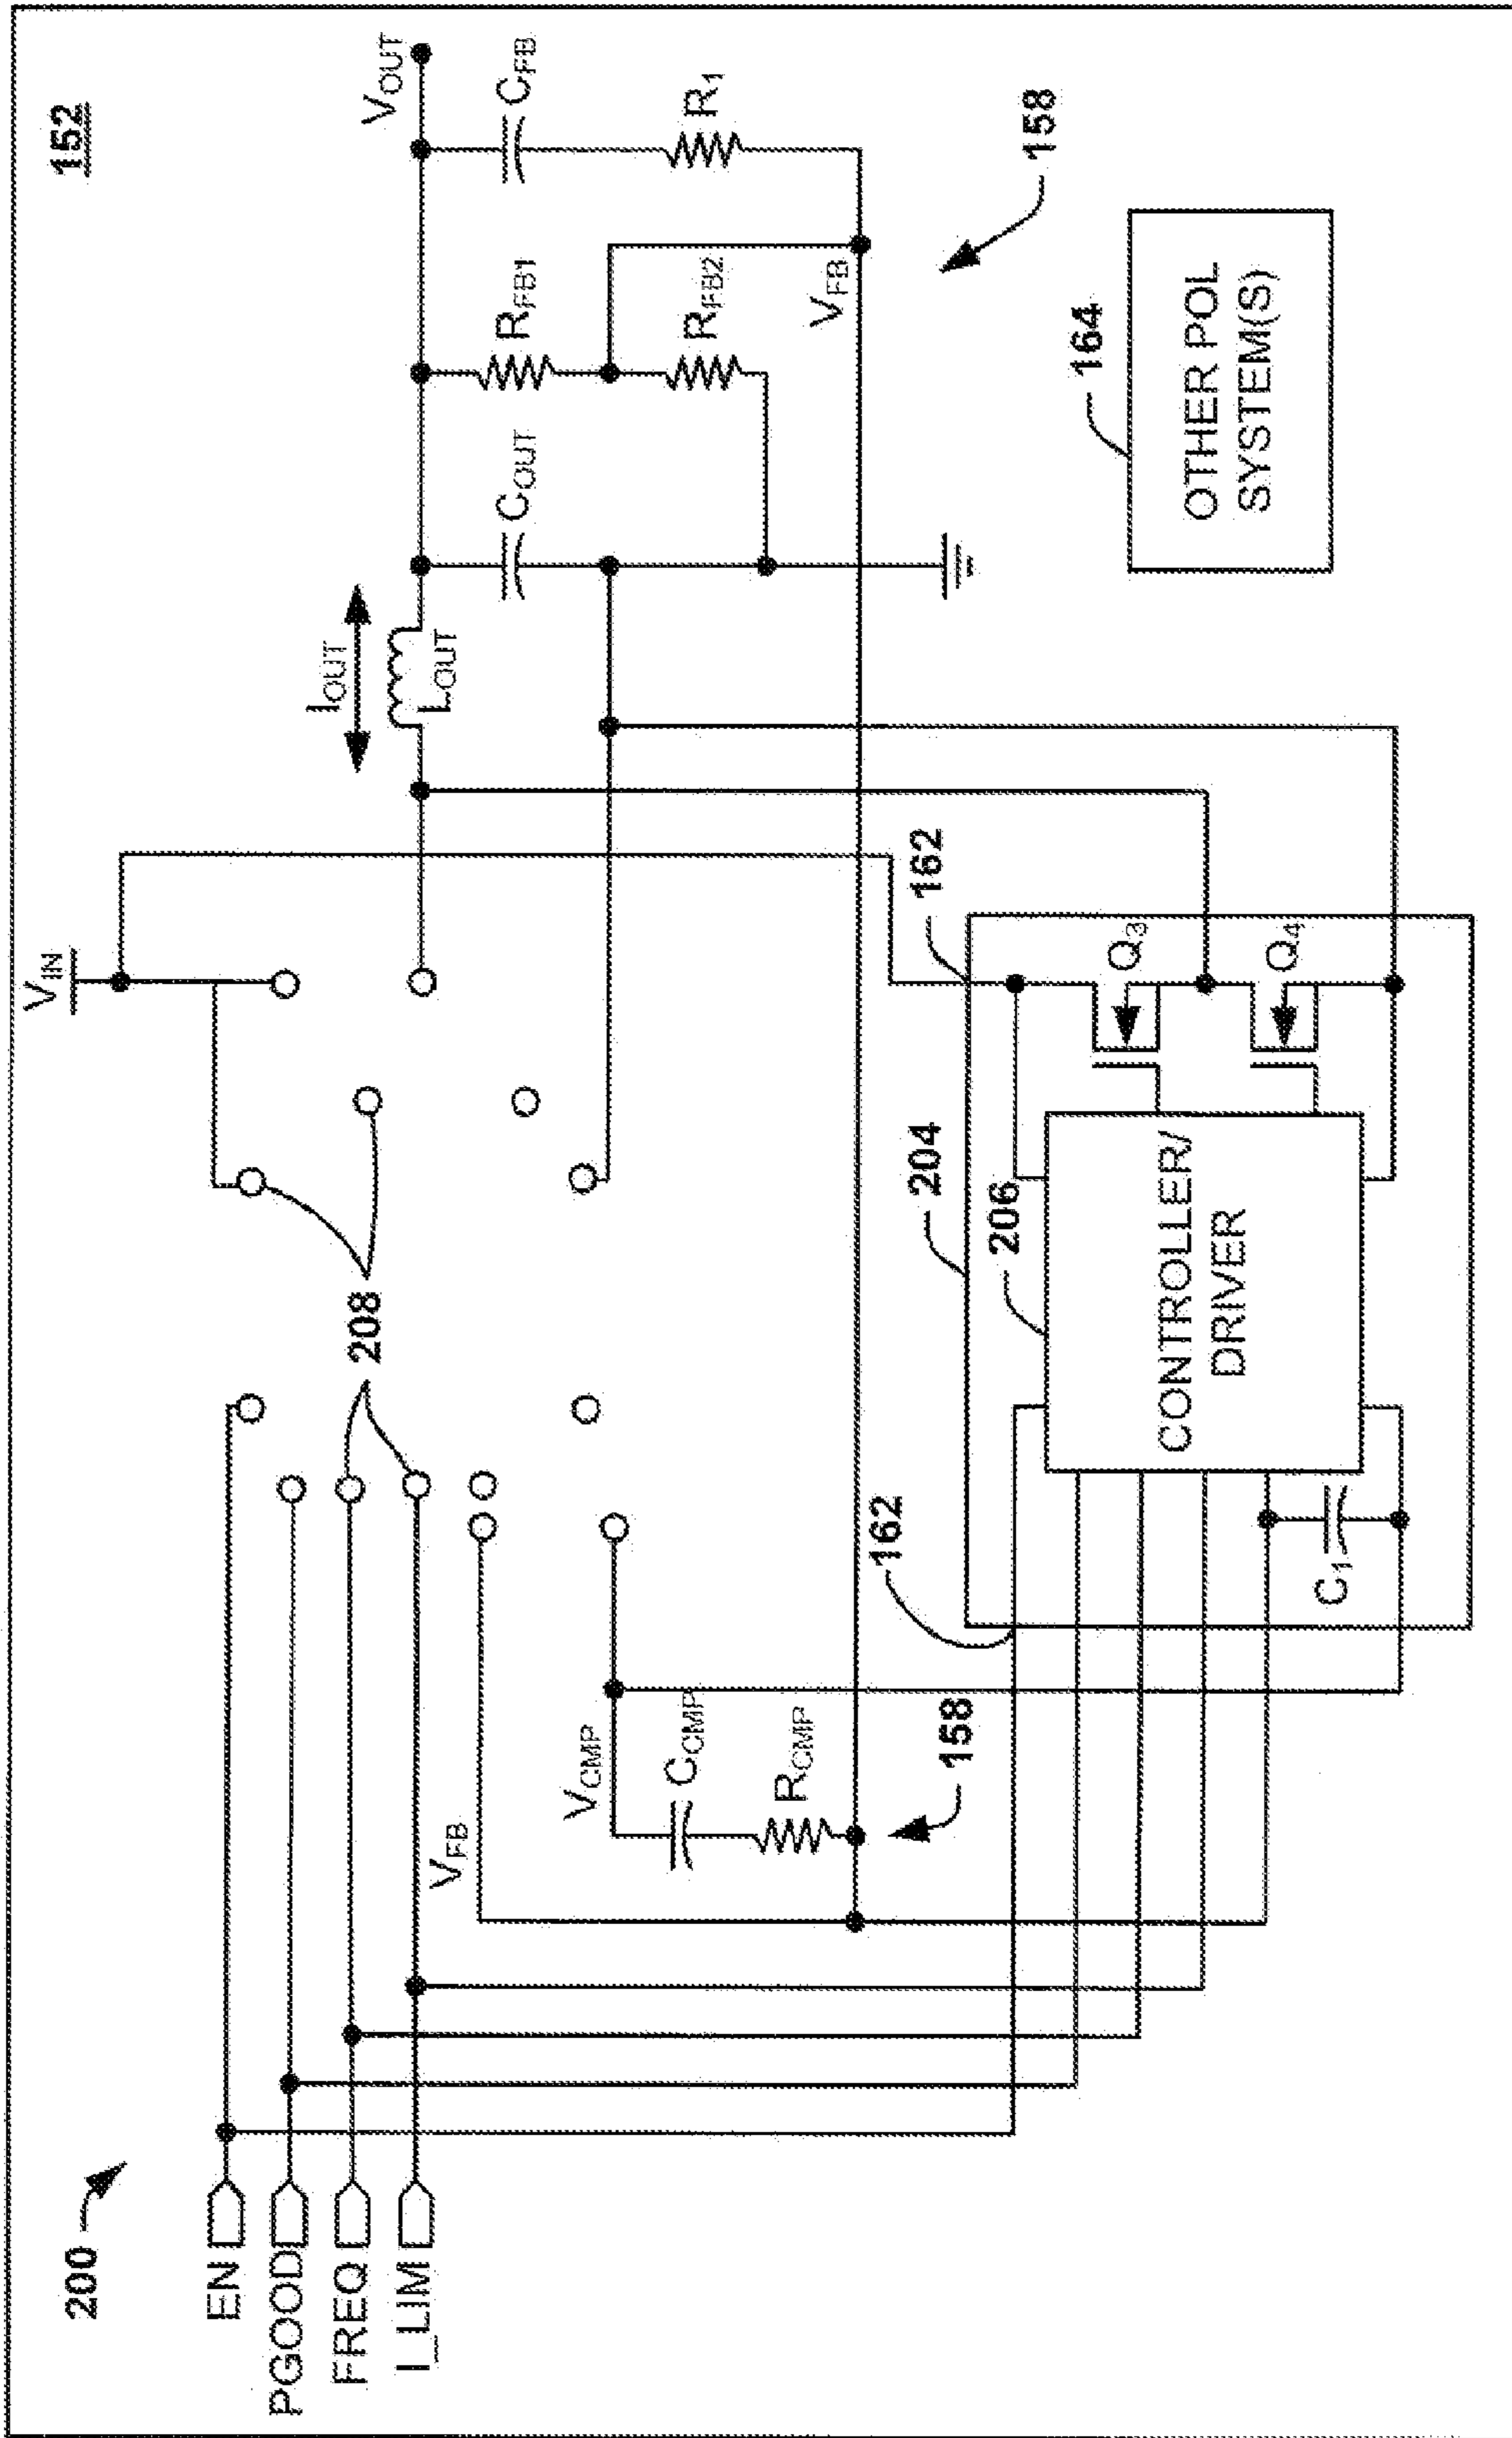 200
152
EN
PGOOD
FREQ
I_LIM
VIN
IOUT
LOUT
VOUT
208
COUT
RFB1
RFB2
CFB
R1
VFB
VCMP
CCMP
RCMP
158
VFB
158
162
204
162
206
CONTROLLER/
DRIVER
Q3
Q4
C1
164
OTHER POL
SYSTEM(S)